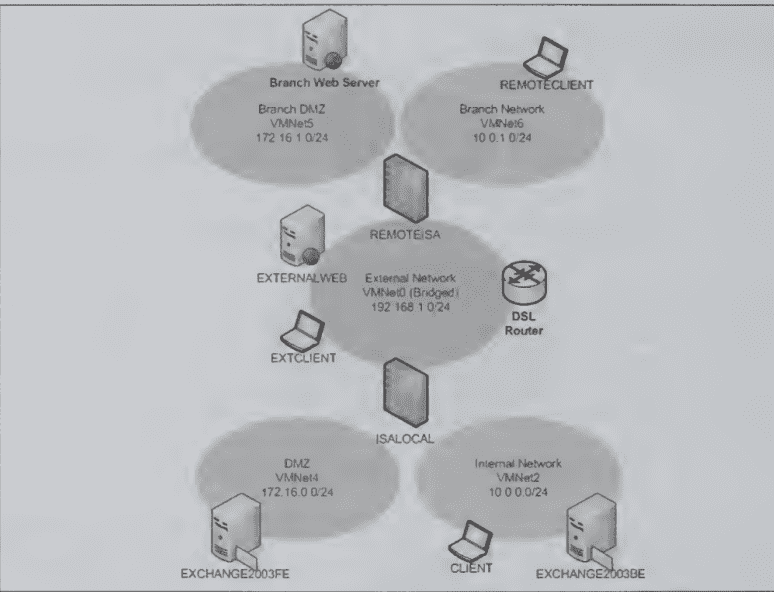 Branch Web Server
REMOTECLIENT
Branch DMZ
VMNet5
172.16.1.0/24
Branch Network
VMNet6
10.0.1.0/24
REMOTEISA
EXTERNALWEB
External Network
VMNet0 (Bridged)
192.168.1.0/24
DSL
Router
EXTCLIENT
ISALOCAL
DMZ
VMNet4
172.16.0.0/24
Internal Network
VMNet2
10.0.0.0/24
EXCHANGE2003FE
CLIENT
EXCHANGE2003BE